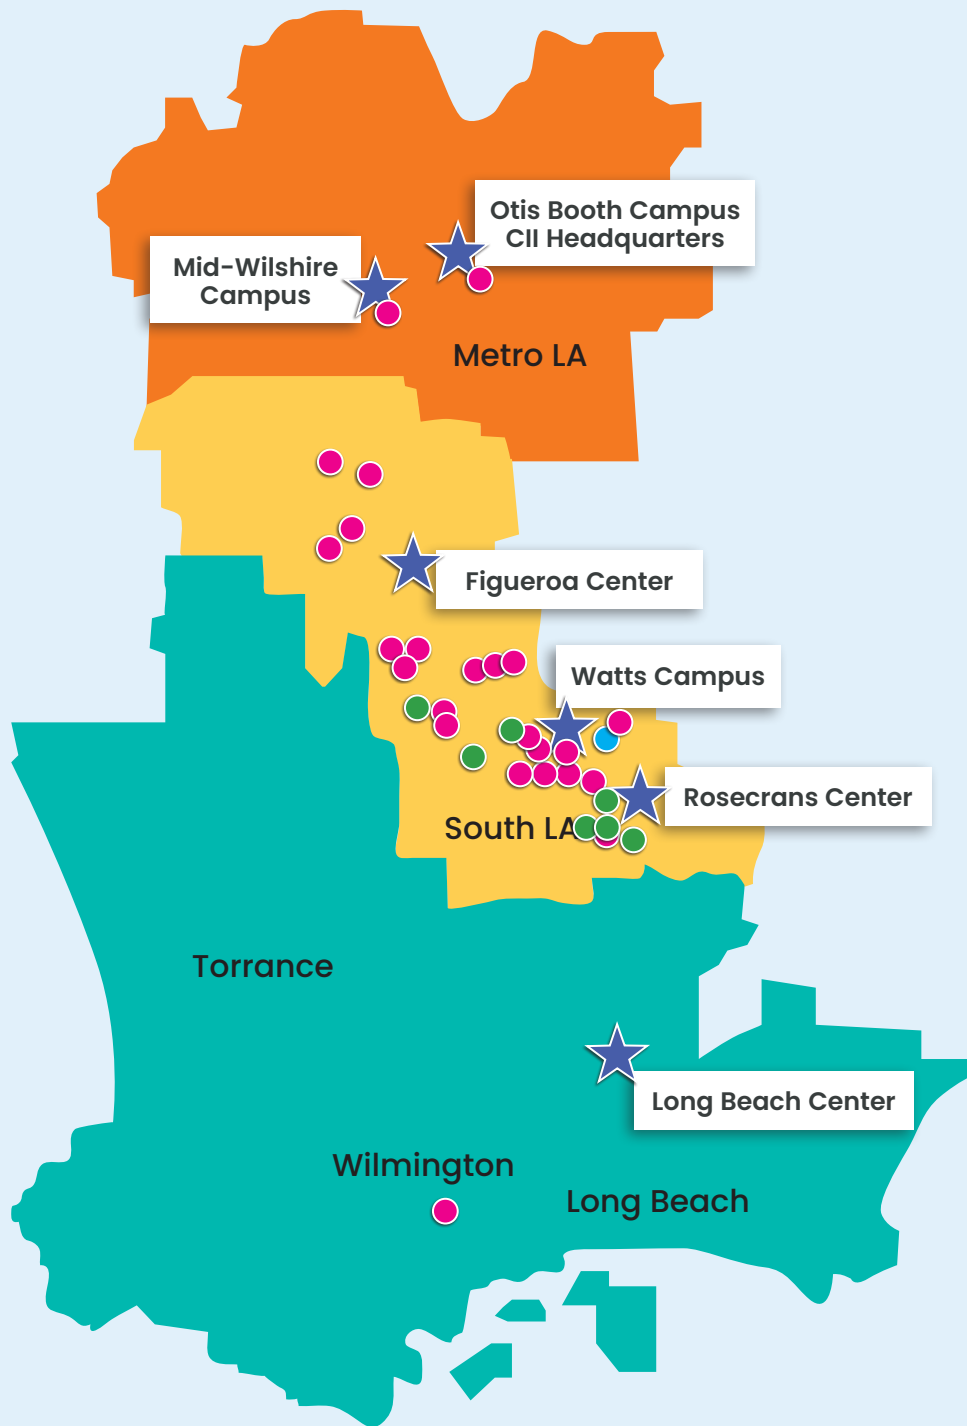 Otis Booth Campus
CII Headquarters
Mid-Wilshire
Campus
Metro LA
Figueroa Center
Watts Campus
Rosecrans Center
South LA
Torrance
Long Beach Center
Wilmington
Long Beach